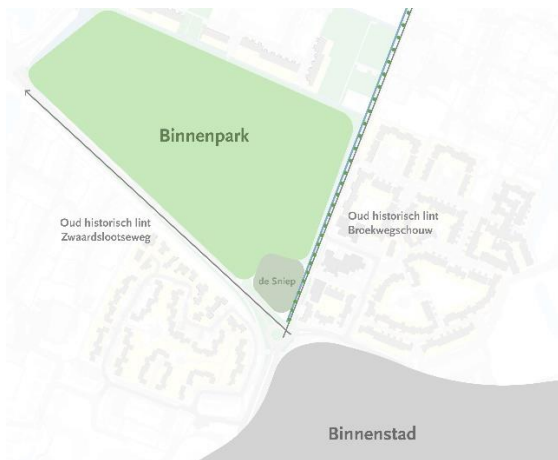 Binnenpark
Oud historisch lint
Zwaardslootseweg
Oud historisch lint
Broekwegschouw
de Sniep
Binnenstad